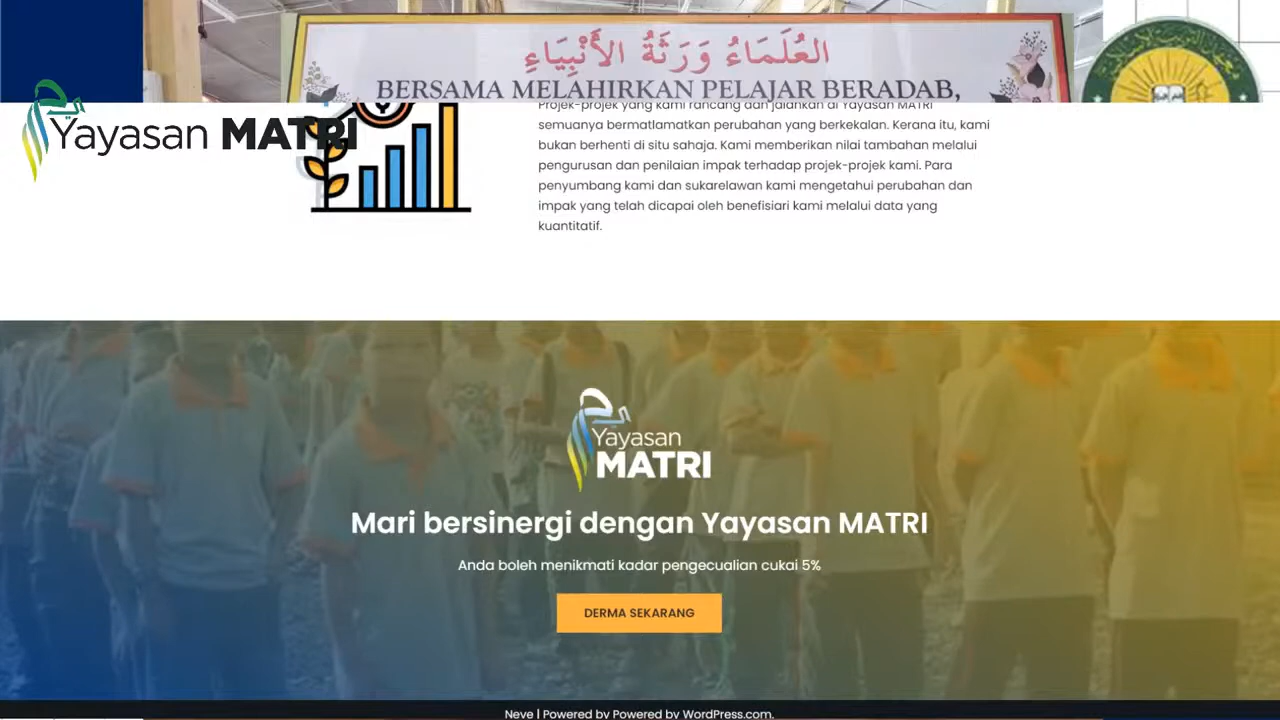 العُلَمَاءُ وَرَثَةُ الأَنْبِيَاءِ
BERSAMA MELAHIRKAN PELAJAR BERADAB,
Yayasan MATRI
Projek-projek yang kami rancang dan jalankan di Yayasan MATRI
semuanya bermatlamatkan perubahan yang berkekalan. Kerana itu, kami
bukan berhenti di situ sahaja. Kami memberikan nilai tambahan melalui
pengurusan dan penilaian impak terhadap projek-projek kami. Para
penyumbang kami dan sukarelawan kami mengetahui perubahan dan
impak yang telah dicapai oleh benefisiari kami melalui data yang
kuantitatif.
Yayasan
MATRI
Mari bersinergi dengan Yayasan MATRI
Anda boleh menikmati kadar pengecualian cukai 5%
DERMA SEKARANG
Neve | Powered by Powered by WordPress.com.